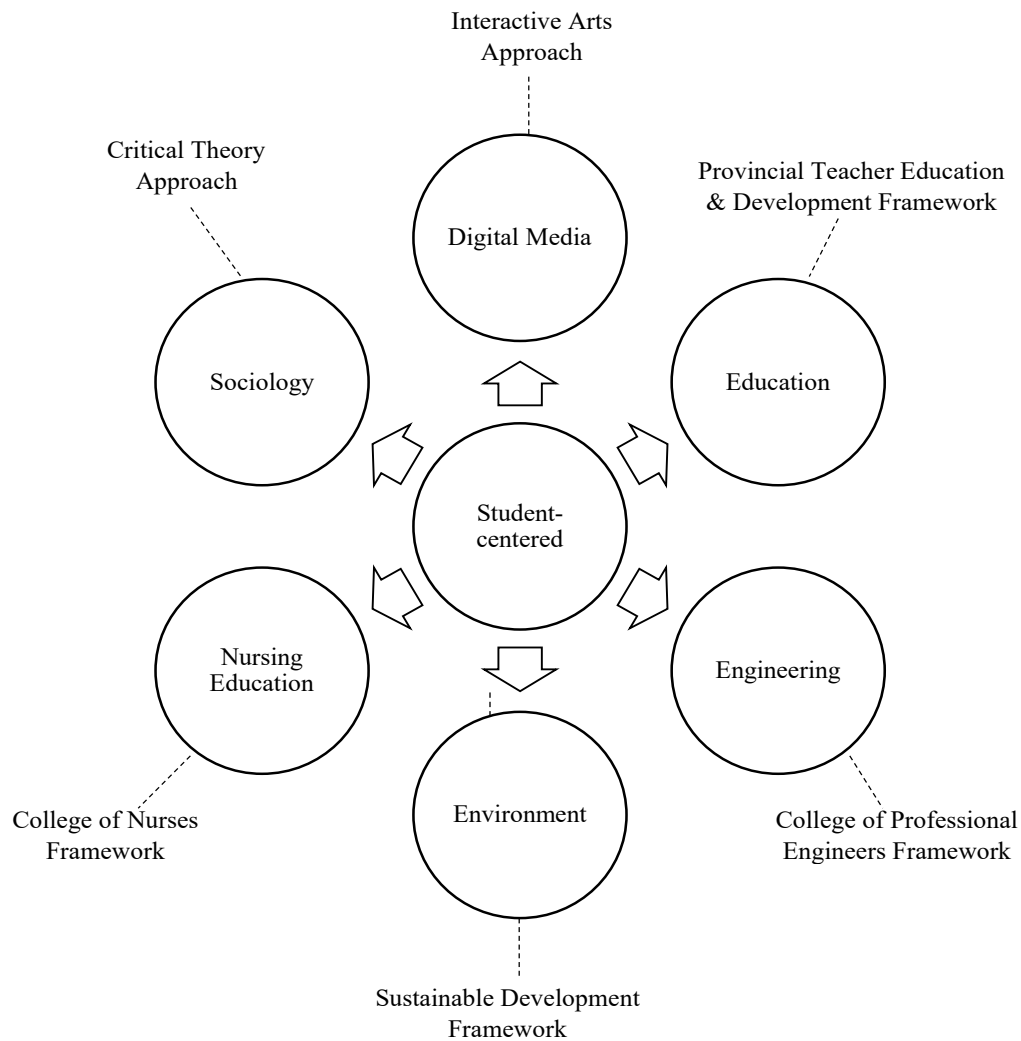 Interactive Arts
Approach
Critical Theory
Approach
Provincial Teacher Education
& Development Framework
Digital Media
Sociology
Education
Student-
centered
Nursing
Education
Engineering
Environment
College of Nurses
Framework
College of Professional
Engineers Framework
Sustainable Development
Framework